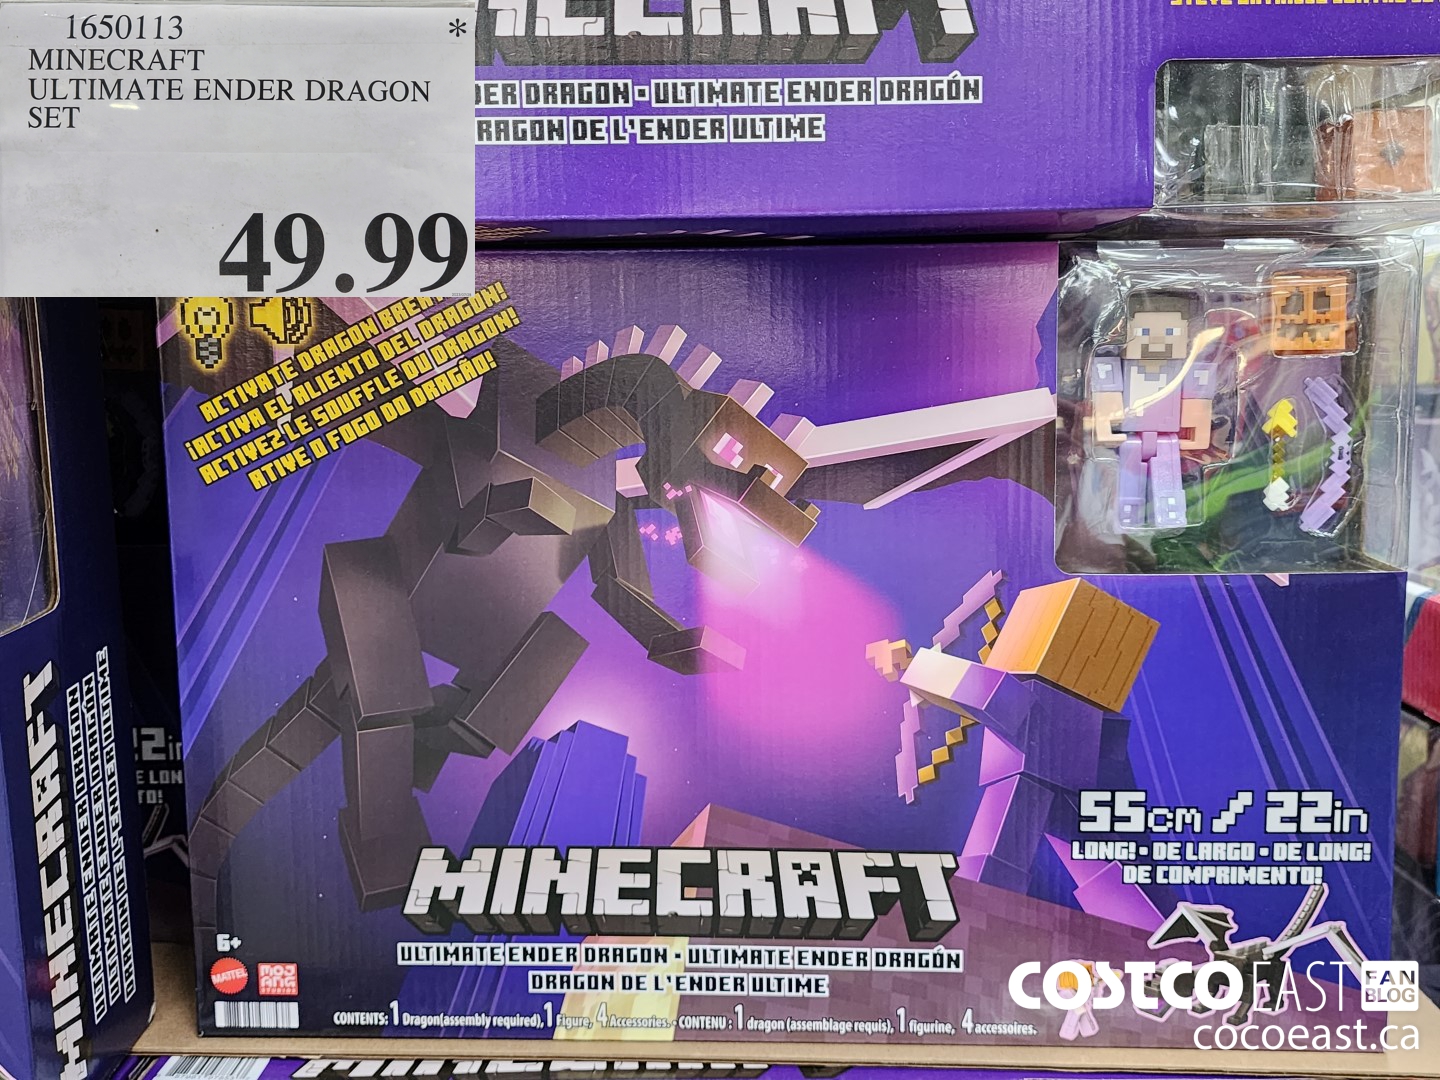 1650113 *
MINECRAFT
ULTIMATE ENDER DRAGON
SET
49.99
DER DRAGON • ULTIMATE ENDER DRAGÓN
RAGON DE L'ENDER ULTIME
ACTIVATE DRAGON BREA
¡ACTIVA EL ALIENTO DEL DRAGON!
ACTIVEZ LE SOUFFLE DU DRAGON!
ATIVE O FOGO DO DRAGÃO!
55cm / 22in
LONG! • DE LARGO • DE LONG!
DE COMPRIMENTO!
MINECRAFT
ULTIMATE ENDER DRAGON • ULTIMATE ENDER DRAGÓN
DRAGON DE L'ENDER ULTIME
6+
MATTEL
MOJANG
STUDIOS
CONTENTS: 1 Dragon(assembly required), 1 Figure, 4 Accessories. • CONTENU : 1 dragon (assemblage requis), 1 figurine, 4 accessoires.
MINECRAFT
COSTCO EAST FAN BLOG
cocoeast.ca